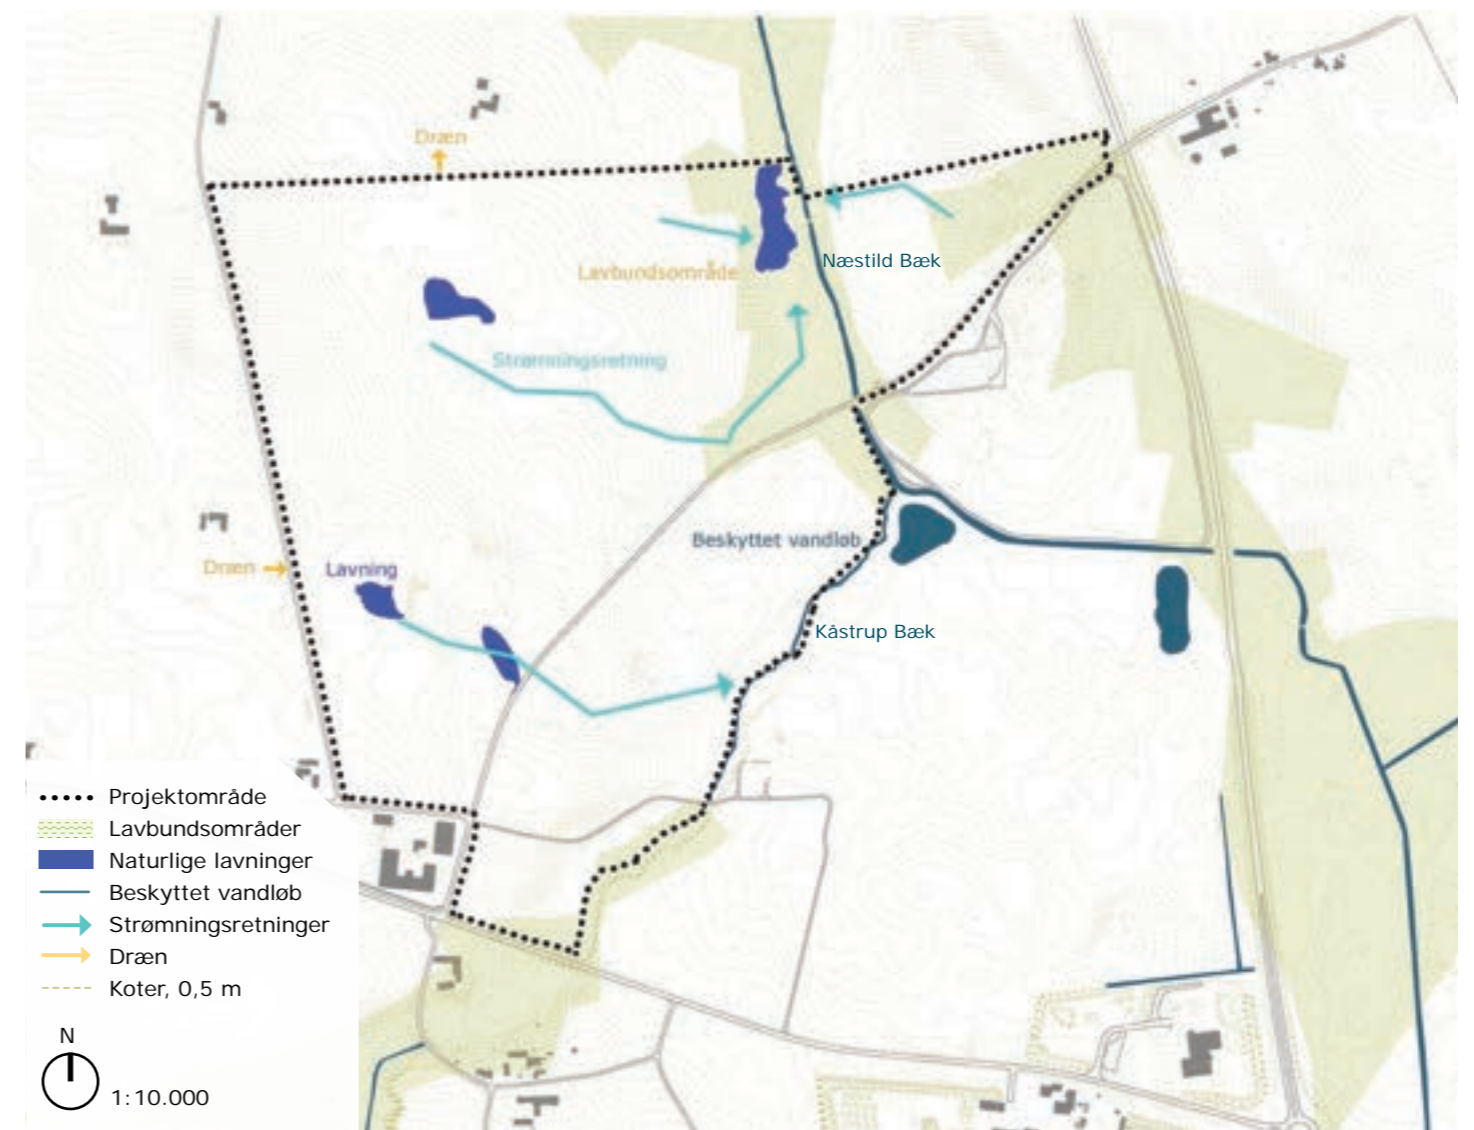 Dræn
Næstild Bæk
Lavbundsområde
Strømningsretning
Beskyttet vandløb
Dræn
Lavning
Kåstrup Bæk
Projektområde
Lavbundsområder
Naturlige lavninger
Beskyttet vandløb
Strømningsretninger
Dræn
Koter, 0,5 m
N
1:10.000